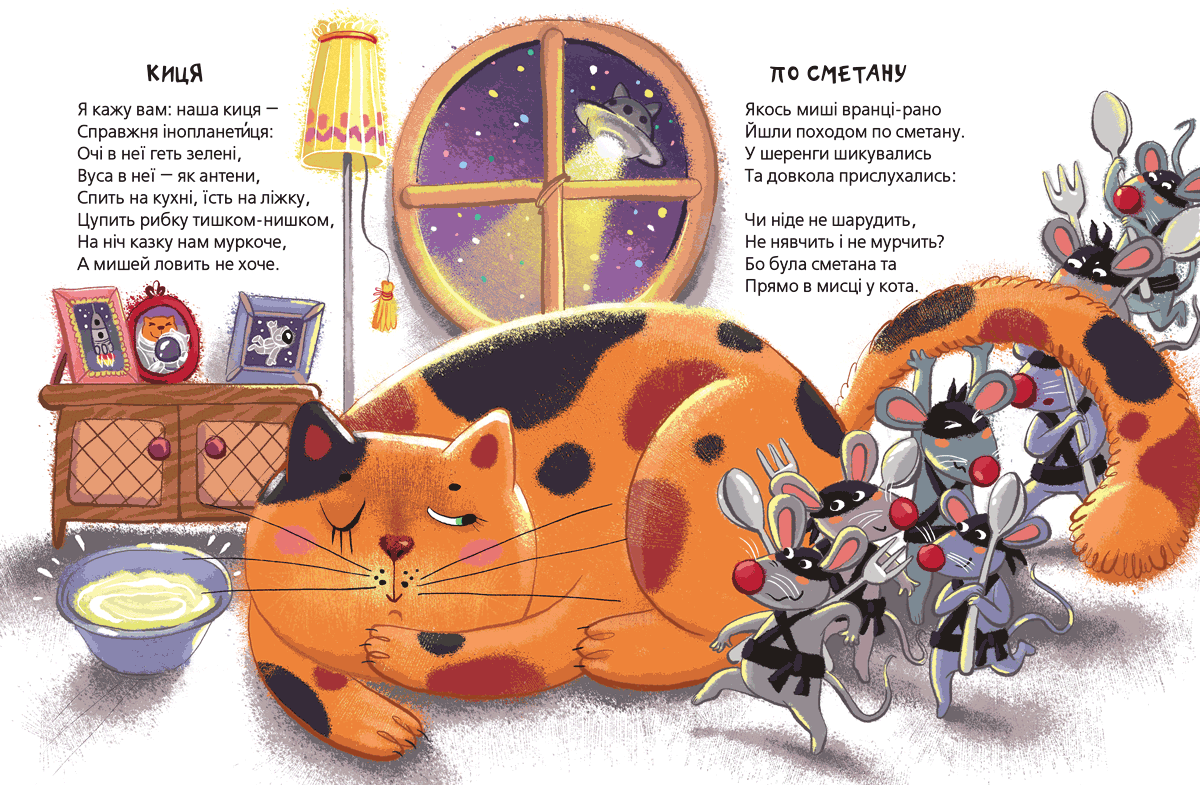 КИЦЯ
Я кажу вам: наша киця –
Справжня інопланети́ця:
Очі в неї геть зелені,
Вуса в неї – як антени,
Спить на кухні, їсть на ліжку,
Цупить рибку тишком-нишком,
На ніч казку нам муркоче,
А мишей ловить не хоче.
ПО СМЕТАНУ
Якось миші вранці-рано
Йшли походом по сметану.
У шеренги шикувались
Та довкола прислухались:
Чи ніде не шарудить,
Не нявчить і не мурчить?
Бо була сметана та
Прямо в мисці у кота.